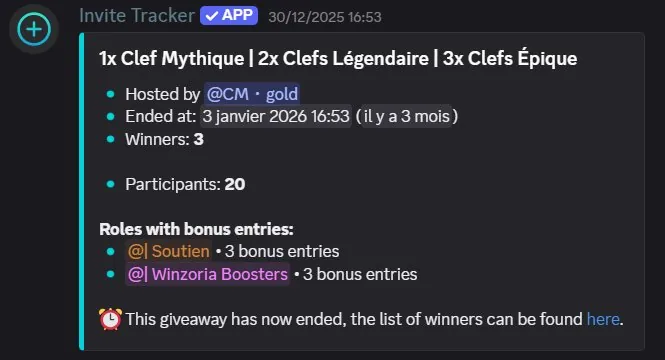 Invite Tracker ✓ APP 30/12/2025 16:53
1x Clef Mythique | 2x Clefs Légendaire | 3x Clefs Épique
• Hosted by @CM · gold
• Ended at: 3 janvier 2026 16:53 (il y a 3 mois)
• Winners: 3
• Participants: 20
Roles with bonus entries:
• @| Soutien • 3 bonus entries
• @| Winzoria Boosters • 3 bonus entries
⏰ This giveaway has now ended, the list of winners can be found here.